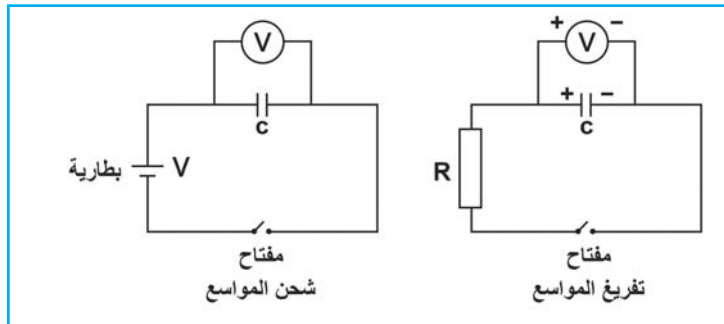 V
c
V
بطارية
مفتاح
شحن المواسع
+ V −
+ −
c
R
مفتاح
تفريغ المواسع